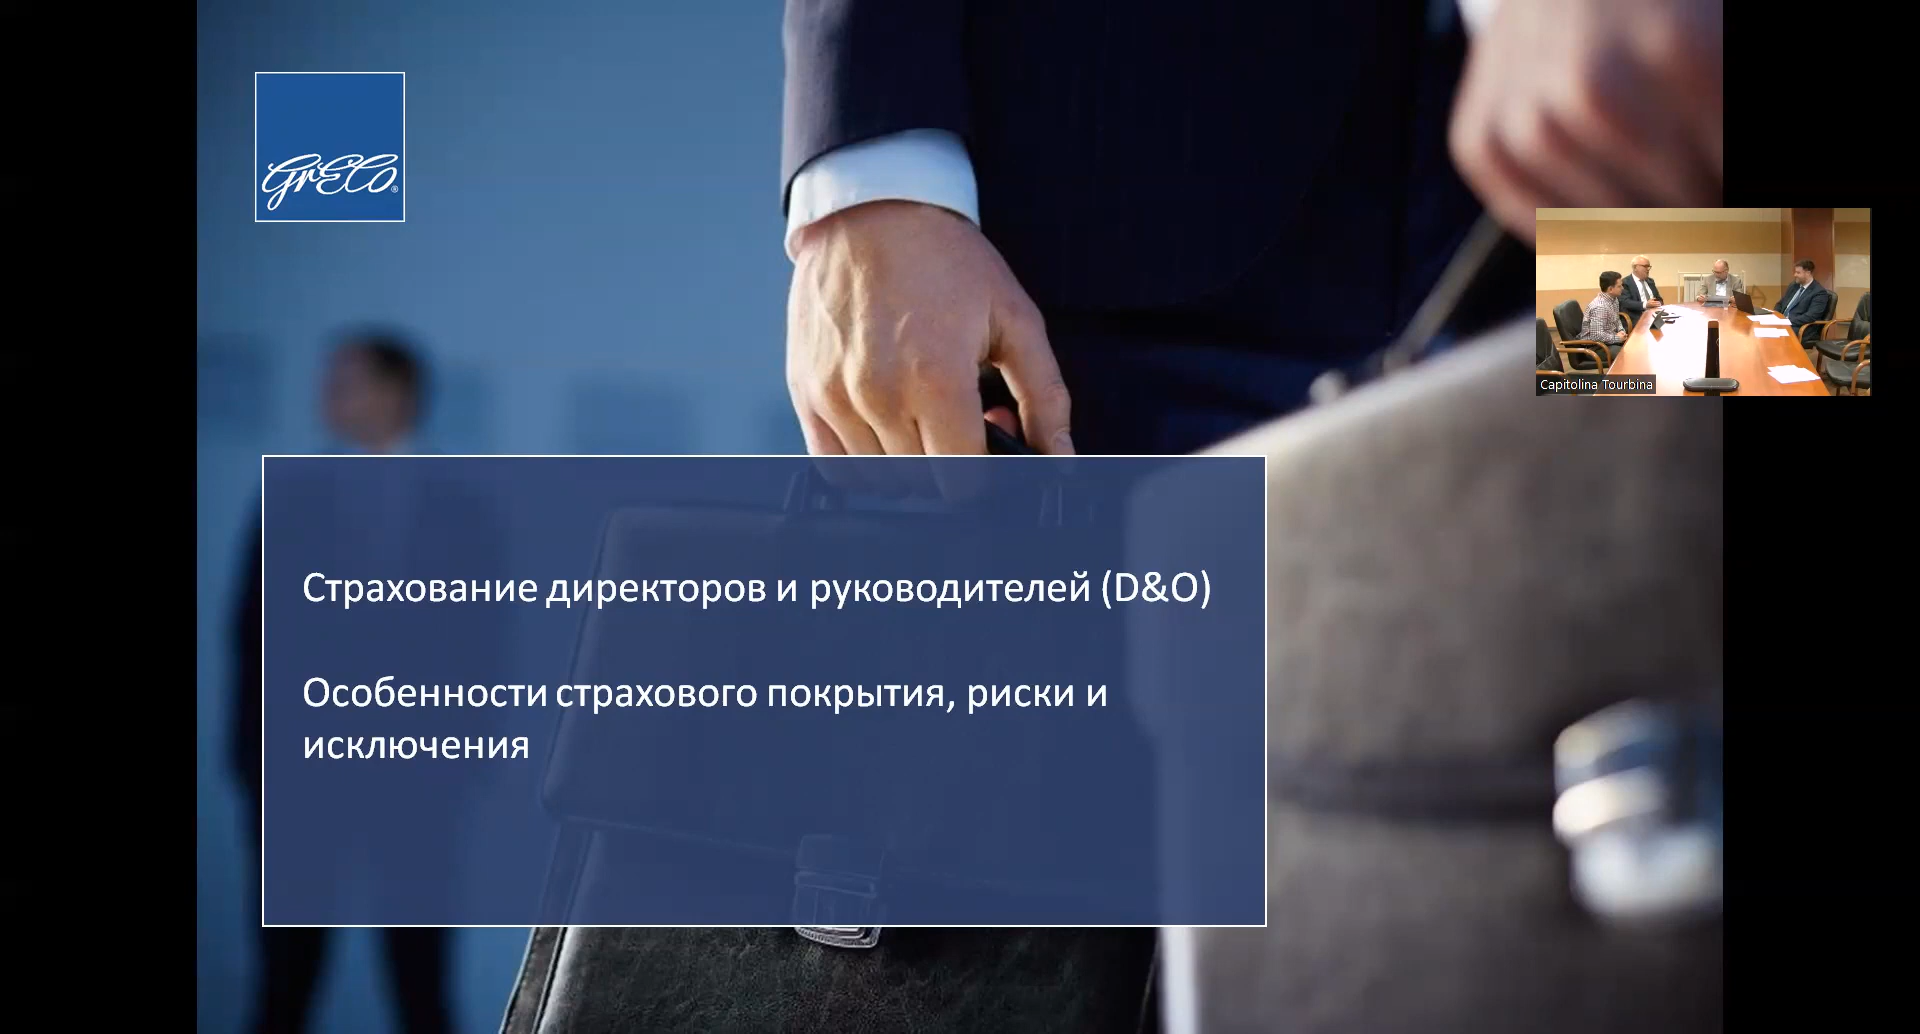 GrECo®
Capitolina Tourbina
Страхование директоров и руководителей (D&O)
Особенности страхового покрытия, риски и
исключения